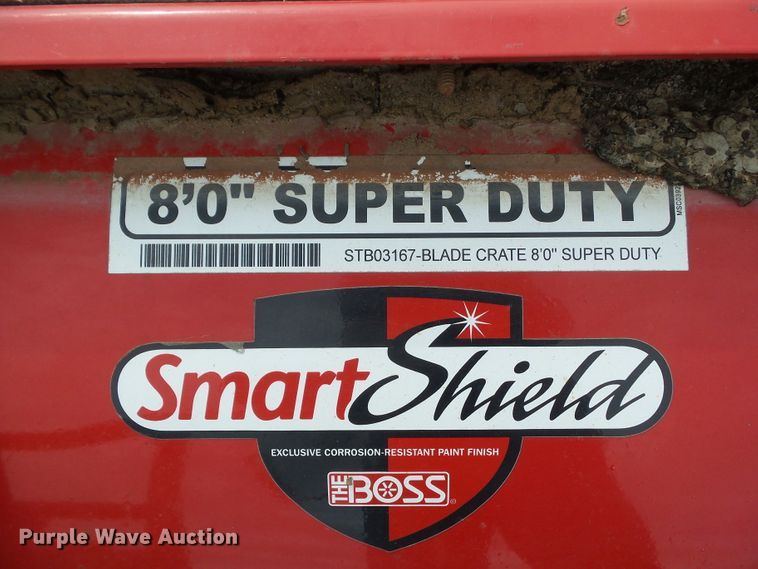 8'0" SUPER DUTY
STB03167-BLADE CRATE 8'0" SUPER DUTY
SmartShield
EXCLUSIVE CORROSION-RESISTANT PAINT FINISH
THE BOSS
Purple Wave Auction